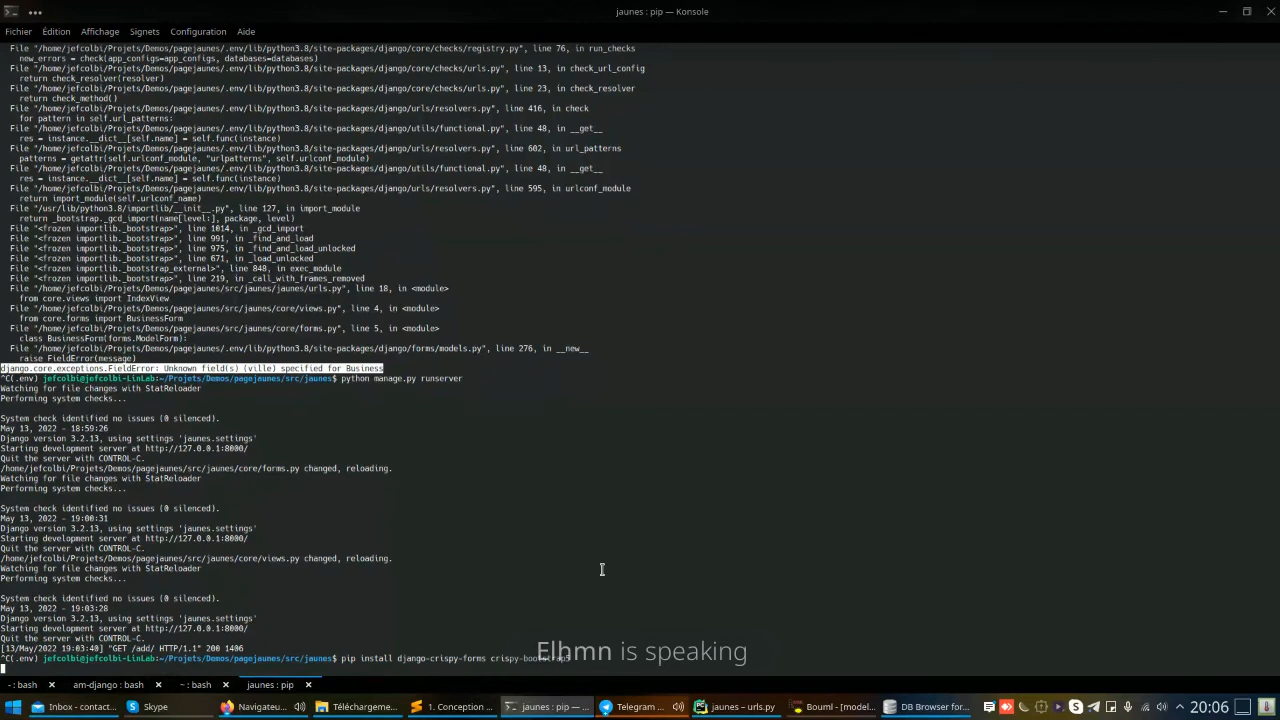 jaunes : pip — Konsole
Fichier Édition Affichage Signets Configuration Aide
File "/home/jefcolbi/Projets/Demos/pagejaunes/.env/lib/python3.8/site-packages/django/core/checks/registry.py", line 76, in run_checks
new_errors = check(app_configs=app_configs, databases=databases)
File "/home/jefcolbi/Projets/Demos/pagejaunes/.env/lib/python3.8/site-packages/django/core/checks/urls.py", line 13, in check_url_config
return check_resolver(resolver)
File "/home/jefcolbi/Projets/Demos/pagejaunes/.env/lib/python3.8/site-packages/django/core/checks/urls.py", line 23, in check_resolver
return check_method()
File "/home/jefcolbi/Projets/Demos/pagejaunes/.env/lib/python3.8/site-packages/django/urls/resolvers.py", line 416, in check
for pattern in self.url_patterns:
File "/home/jefcolbi/Projets/Demos/pagejaunes/.env/lib/python3.8/site-packages/django/utils/functional.py", line 48, in __get__
res = instance.__dict__[self.name] = self.func(instance)
File "/home/jefcolbi/Projets/Demos/pagejaunes/.env/lib/python3.8/site-packages/django/urls/resolvers.py", line 602, in url_patterns
patterns = getattr(self.urlconf_module, "urlpatterns", self.urlconf_module)
File "/home/jefcolbi/Projets/Demos/pagejaunes/.env/lib/python3.8/site-packages/django/utils/functional.py", line 48, in __get__
res = instance.__dict__[self.name] = self.func(instance)
File "/home/jefcolbi/Projets/Demos/pagejaunes/.env/lib/python3.8/site-packages/django/urls/resolvers.py", line 595, in urlconf_module
return import_module(self.urlconf_name)
File "/usr/lib/python3.8/importlib/__init__.py", line 127, in import_module
return _bootstrap._gcd_import(name[level:], package, level)
File "<frozen importlib._bootstrap>", line 1014, in _gcd_import
File "<frozen importlib._bootstrap>", line 991, in _find_and_load
File "<frozen importlib._bootstrap>", line 975, in _find_and_load_unlocked
File "<frozen importlib._bootstrap>", line 671, in _load_unlocked
File "<frozen importlib._bootstrap_external>", line 848, in exec_module
File "<frozen importlib._bootstrap>", line 219, in _call_with_frames_removed
File "/home/jefcolbi/Projets/Demos/pagejaunes/src/jaunes/jaunes/urls.py", line 18, in <module>
from core.views import IndexView
File "/home/jefcolbi/Projets/Demos/pagejaunes/src/jaunes/core/views.py", line 4, in <module>
from core.forms import BusinessForm
File "/home/jefcolbi/Projets/Demos/pagejaunes/src/jaunes/core/forms.py", line 5, in <module>
class BusinessForm(forms.ModelForm):
File "/home/jefcolbi/Projets/Demos/pagejaunes/.env/lib/python3.8/site-packages/django/forms/models.py", line 276, in __new__
raise FieldError(message)
django.core.exceptions.FieldError: Unknown field(s) (ville) specified for Business
^C(.env) jefcolbi@jefcolbi-LinLab:~/Projets/Demos/pagejaunes/src/jaunes$ python manage.py runserver
Watching for file changes with StatReloader
Performing system checks...
System check identified no issues (0 silenced).
May 13, 2022 - 18:59:26
Django version 3.2.13, using settings 'jaunes.settings'
Starting development server at http://127.0.0.1:8000/
Quit the server with CONTROL-C.
/home/jefcolbi/Projets/Demos/pagejaunes/src/jaunes/core/forms.py changed, reloading.
Watching for file changes with StatReloader
Performing system checks...
System check identified no issues (0 silenced).
May 13, 2022 - 19:00:31
Django version 3.2.13, using settings 'jaunes.settings'
Starting development server at http://127.0.0.1:8000/
Quit the server with CONTROL-C.
/home/jefcolbi/Projets/Demos/pagejaunes/src/jaunes/core/views.py changed, reloading.
Watching for file changes with StatReloader
Performing system checks...
System check identified no issues (0 silenced).
May 13, 2022 - 19:03:28
Django version 3.2.13, using settings 'jaunes.settings'
Starting development server at http://127.0.0.1:8000/
Quit the server with CONTROL-C.
[13/May/2022 19:03:40] "GET /add/ HTTP/1.1" 200 1406
^C(.env) jefcolbi@jefcolbi-LinLab:~/Projets/Demos/pagejaunes/src/jaunes$ pip install django-crispy-forms crispy-bootstrap5
Elhmn is speaking
- : bash am-django : bash ~ : bash jaunes : pip
Inbox - contact... Skype Navigateu... Téléchargeme... 1. Conception ... jaunes : pip... Telegram ... jaunes – urls.py Bouml - [model... DB Browser for... 20:06